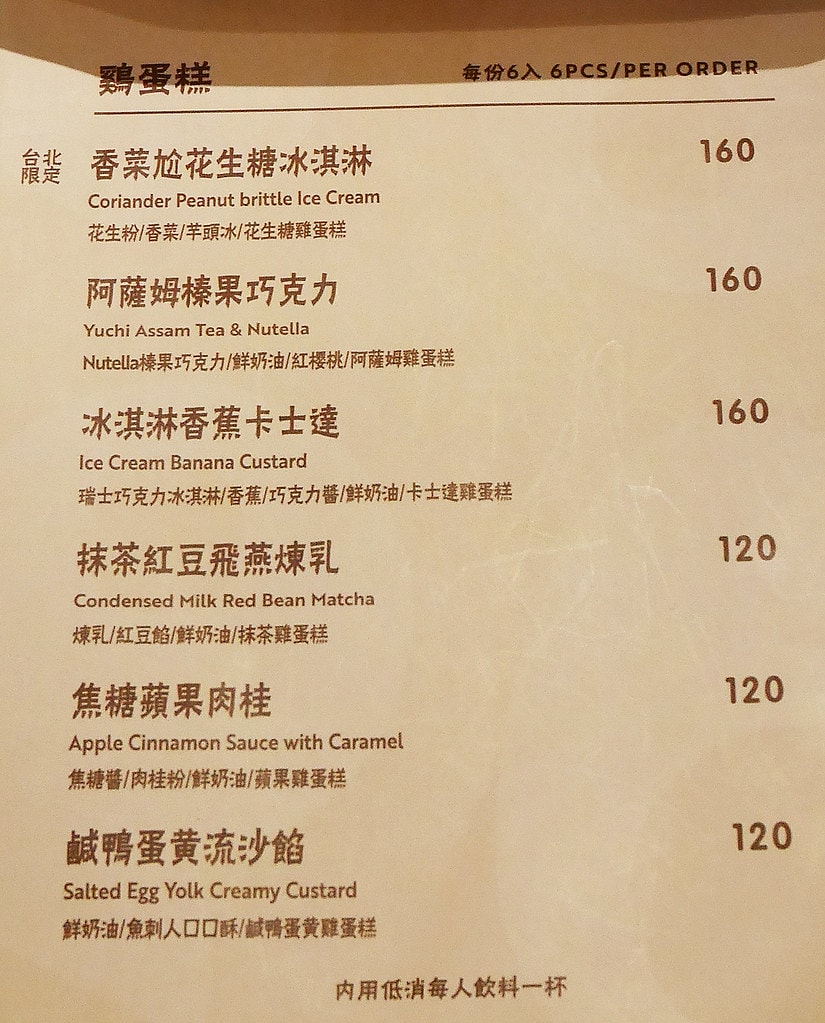 鷄蛋糕 每份6入 6PCS/PER ORDER
台北
限定
香菜尬花生糖冰淇淋 160
Coriander Peanut brittle Ice Cream
花生粉/香菜/芋頭冰/花生糖雞蛋糕
阿薩姆榛果巧克力 160
Yuchi Assam Tea & Nutella
Nutella榛果巧克力/鮮奶油/紅櫻桃/阿薩姆雞蛋糕
冰淇淋香蕉卡士達 160
Ice Cream Banana Custard
瑞士巧克力冰淇淋/香蕉/巧克力醬/鮮奶油/卡士達雞蛋糕
抹茶紅豆飛燕煉乳 120
Condensed Milk Red Bean Matcha
煉乳/紅豆餡/鮮奶油/抹茶雞蛋糕
焦糖蘋果肉桂 120
Apple Cinnamon Sauce with Caramel
焦糖醬/肉桂粉/鮮奶油/蘋果雞蛋糕
鹹鴨蛋黄流沙餡 120
Salted Egg Yolk Creamy Custard
鮮奶油/魚刺人口口酥/鹹鴨蛋黄雞蛋糕
內用低消每人飲料一杯